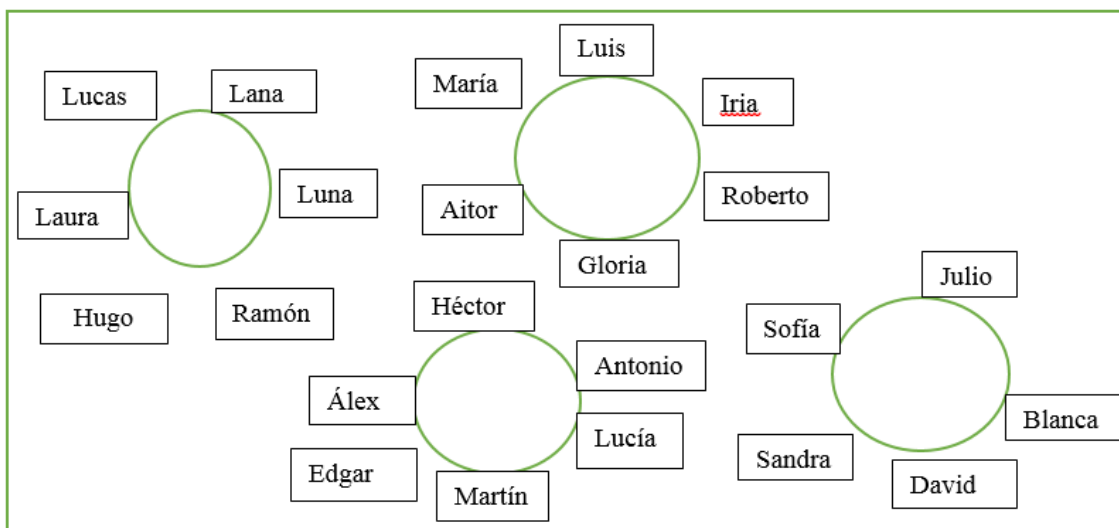 Luis
María
Lucas
Lana
Iria
Luna
Roberto
Laura
Aitor
Gloria
Julio
Hugo
Ramón
Héctor
Sofía
Antonio
Álex
Lucía
Blanca
Sandra
Edgar
Martín
David